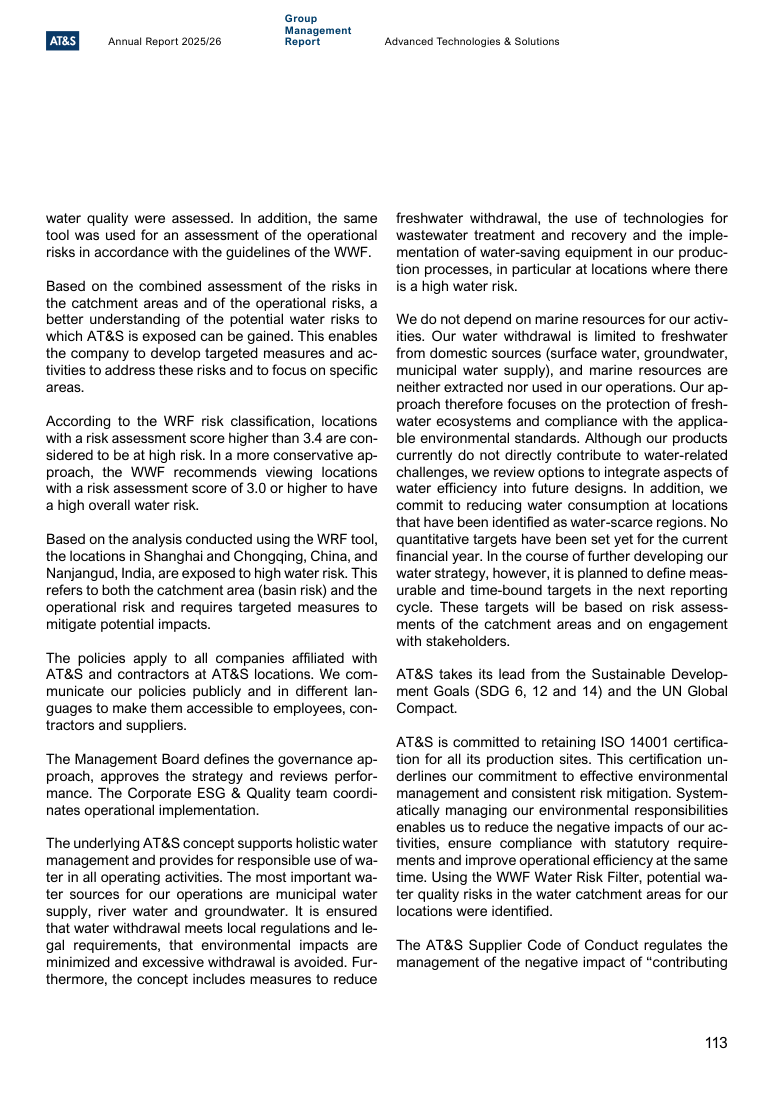 AT&S
Annual Report 2025/26
Group
Management
Report
Advanced Technologies & Solutions
water quality were assessed. In addition, the same
tool was used for an assessment of the operational
risks in accordance with the guidelines of the WWF.
Based on the combined assessment of the risks in
the catchment areas and of the operational risks, a
better understanding of the potential water risks to
which AT&S is exposed can be gained. This enables
the company to develop targeted measures and ac-
tivities to address these risks and to focus on specific
areas.
According to the WRF risk classification, locations
with a risk assessment score higher than 3.4 are con-
sidered to be at high risk. In a more conservative ap-
proach, the WWF recommends viewing locations
with a risk assessment score of 3.0 or higher to have
a high overall water risk.
Based on the analysis conducted using the WRF tool,
the locations in Shanghai and Chongqing, China, and
Nanjangud, India, are exposed to high water risk. This
refers to both the catchment area (basin risk) and the
operational risk and requires targeted measures to
mitigate potential impacts.
The policies apply to all companies affiliated with
AT&S and contractors at AT&S locations. We com-
municate our policies publicly and in different lan-
guages to make them accessible to employees, con-
tractors and suppliers.
The Management Board defines the governance ap-
proach, approves the strategy and reviews perfor-
mance. The Corporate ESG & Quality team coordi-
nates operational implementation.
The underlying AT&S concept supports holistic water
management and provides for responsible use of wa-
ter in all operating activities. The most important wa-
ter sources for our operations are municipal water
supply, river water and groundwater. It is ensured
that water withdrawal meets local regulations and le-
gal requirements, that environmental impacts are
minimized and excessive withdrawal is avoided. Fur-
thermore, the concept includes measures to reduce
freshwater withdrawal, the use of technologies for
wastewater treatment and recovery and the imple-
mentation of water-saving equipment in our produc-
tion processes, in particular at locations where there
is a high water risk.
We do not depend on marine resources for our activ-
ities. Our water withdrawal is limited to freshwater
from domestic sources (surface water, groundwater,
municipal water supply), and marine resources are
neither extracted nor used in our operations. Our ap-
proach therefore focuses on the protection of fresh-
water ecosystems and compliance with the applica-
ble environmental standards. Although our products
currently do not directly contribute to water-related
challenges, we review options to integrate aspects of
water efficiency into future designs. In addition, we
commit to reducing water consumption at locations
that have been identified as water-scarce regions. No
quantitative targets have been set yet for the current
financial year. In the course of further developing our
water strategy, however, it is planned to define meas-
urable and time-bound targets in the next reporting
cycle. These targets will be based on risk assess-
ments of the catchment areas and on engagement
with stakeholders.
AT&S takes its lead from the Sustainable Develop-
ment Goals (SDG 6, 12 and 14) and the UN Global
Compact.
AT&S is committed to retaining ISO 14001 certifica-
tion for all its production sites. This certification un-
derlines our commitment to effective environmental
management and consistent risk mitigation. System-
atically managing our environmental responsibilities
enables us to reduce the negative impacts of our ac-
tivities, ensure compliance with statutory require-
ments and improve operational efficiency at the same
time. Using the WWF Water Risk Filter, potential wa-
ter quality risks in the water catchment areas for our
locations were identified.
The AT&S Supplier Code of Conduct regulates the
management of the negative impact of “contributing
113